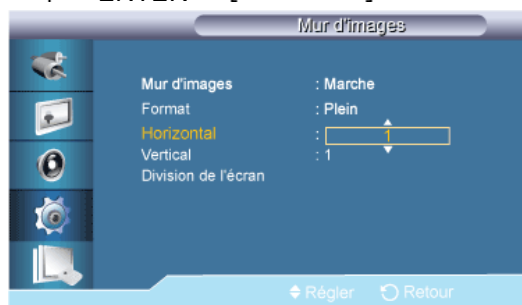 Mur d'images
Mur d'images : Marche
Format : Plein
Horizontal : 1
Vertical : 1
Division de l'écran
Régler Retour